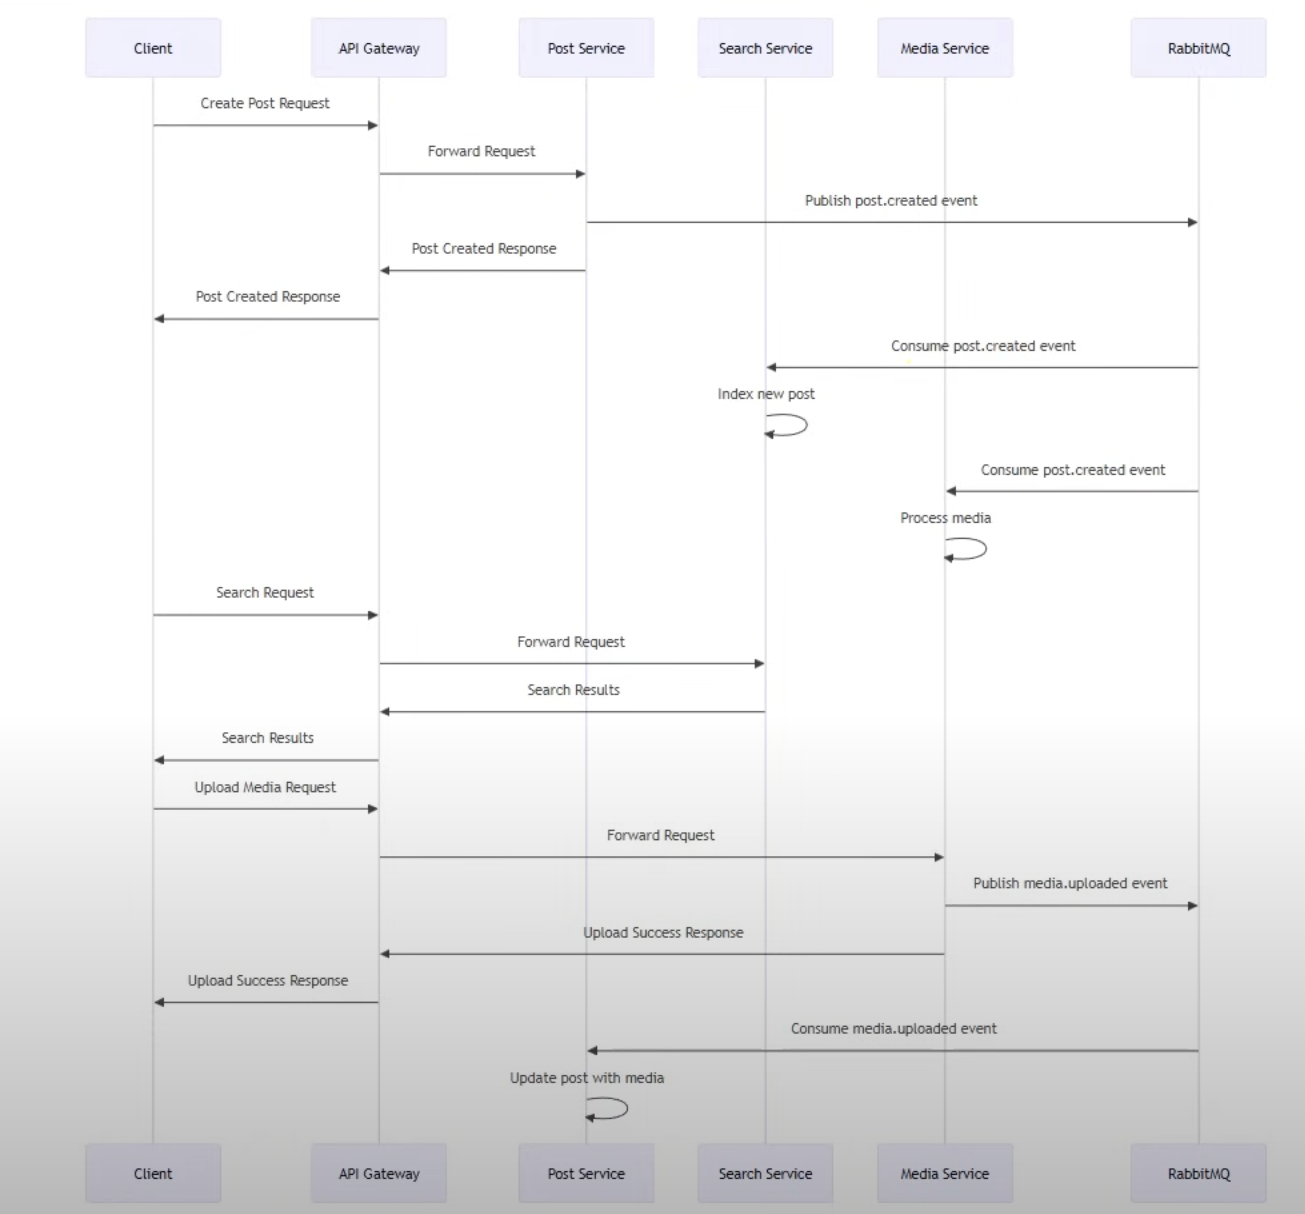 Client
API Gateway
Post Service
Search Service
Media Service
RabbitMQ
Create Post Request
Forward Request
Publish post.created event
Post Created Response
Post Created Response
Consume post.created event
Index new post
Consume post.created event
Process media
Search Request
Forward Request
Search Results
Search Results
Upload Media Request
Forward Request
Publish media.uploaded event
Upload Success Response
Upload Success Response
Consume media.uploaded event
Update post with media
Client
API Gateway
Post Service
Search Service
Media Service
RabbitMQ